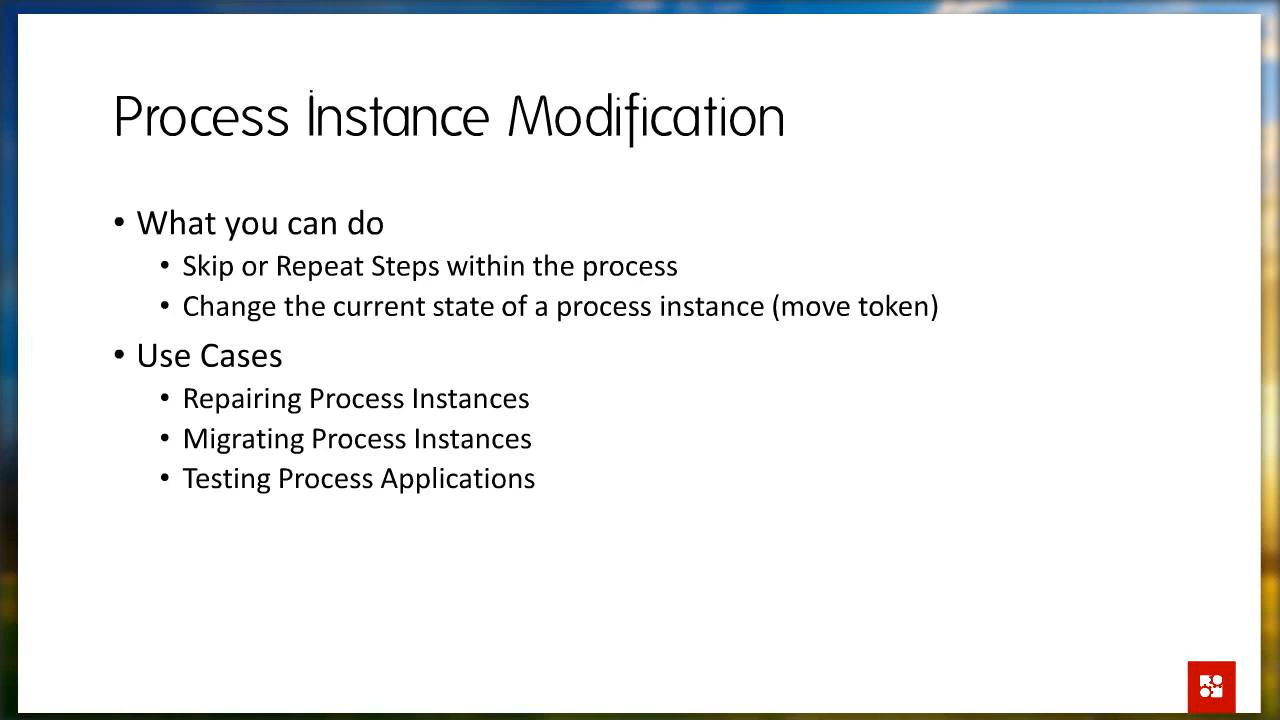 Process Instance Modification
• What you can do
• Skip or Repeat Steps within the process
• Change the current state of a process instance (move token)
• Use Cases
• Repairing Process Instances
• Migrating Process Instances
• Testing Process Applications